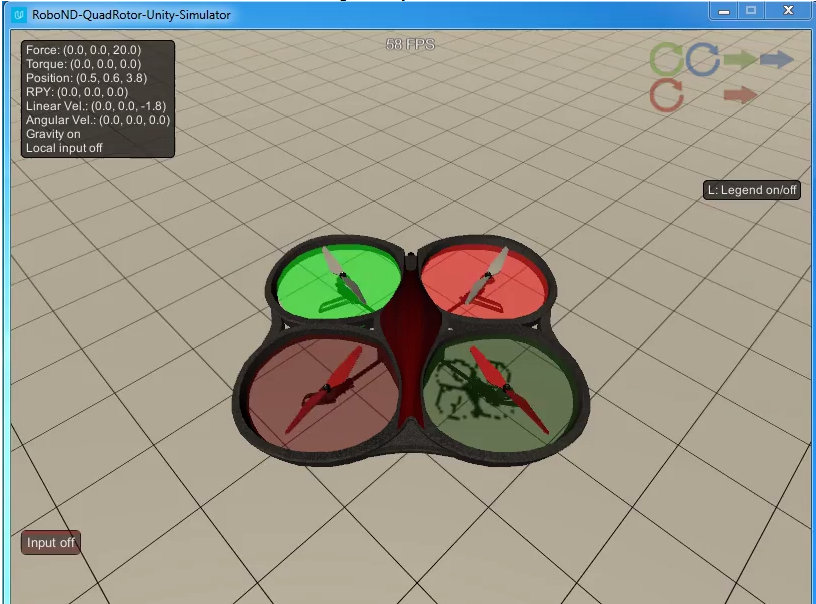 RoboND-QuadRotor-Unity-Simulator
58 FPS
Force: (0.0, 0.0, 20.0)
Torque: (0.0, 0.0, 0.0)
Position: (0.5, 0.6, 3.8)
RPY: (0.0, 0.0, 0.0)
Linear Vel.: (0.0, 0.0, -1.8)
Angular Vel.: (0.0, 0.0, 0.0)
Gravity on
Local input off
L: Legend on/off
Input off